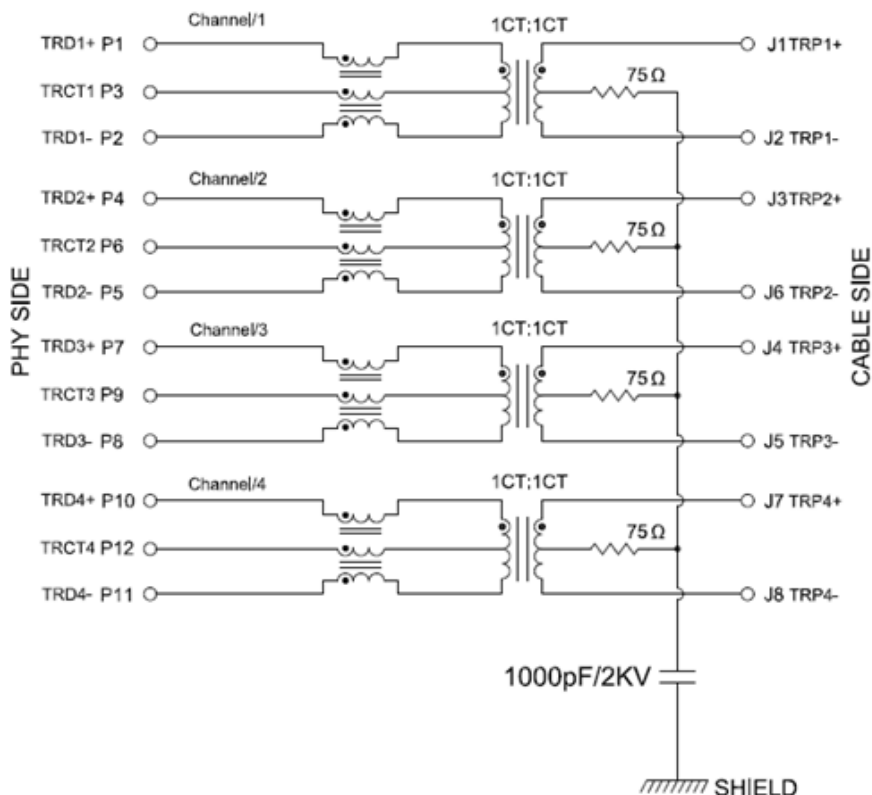 Channel/1
1CT:1CT
TRD1+ P1
J1 TRP1+
75Ω
TRCT1 P3
TRD1- P2
J2 TRP1-
Channel/2
1CT:1CT
TRD2+ P4
J3 TRP2+
75Ω
TRCT2 P6
TRD2- P5
J6 TRP2-
PHY SIDE
CABLE SIDE
Channel/3
1CT:1CT
TRD3+ P7
J4 TRP3+
75Ω
TRCT3 P9
TRD3- P8
J5 TRP3-
Channel/4
1CT:1CT
TRD4+ P10
J7 TRP4+
75Ω
TRCT4 P12
TRD4- P11
J8 TRP4-
1000pF/2KV
SHIELD